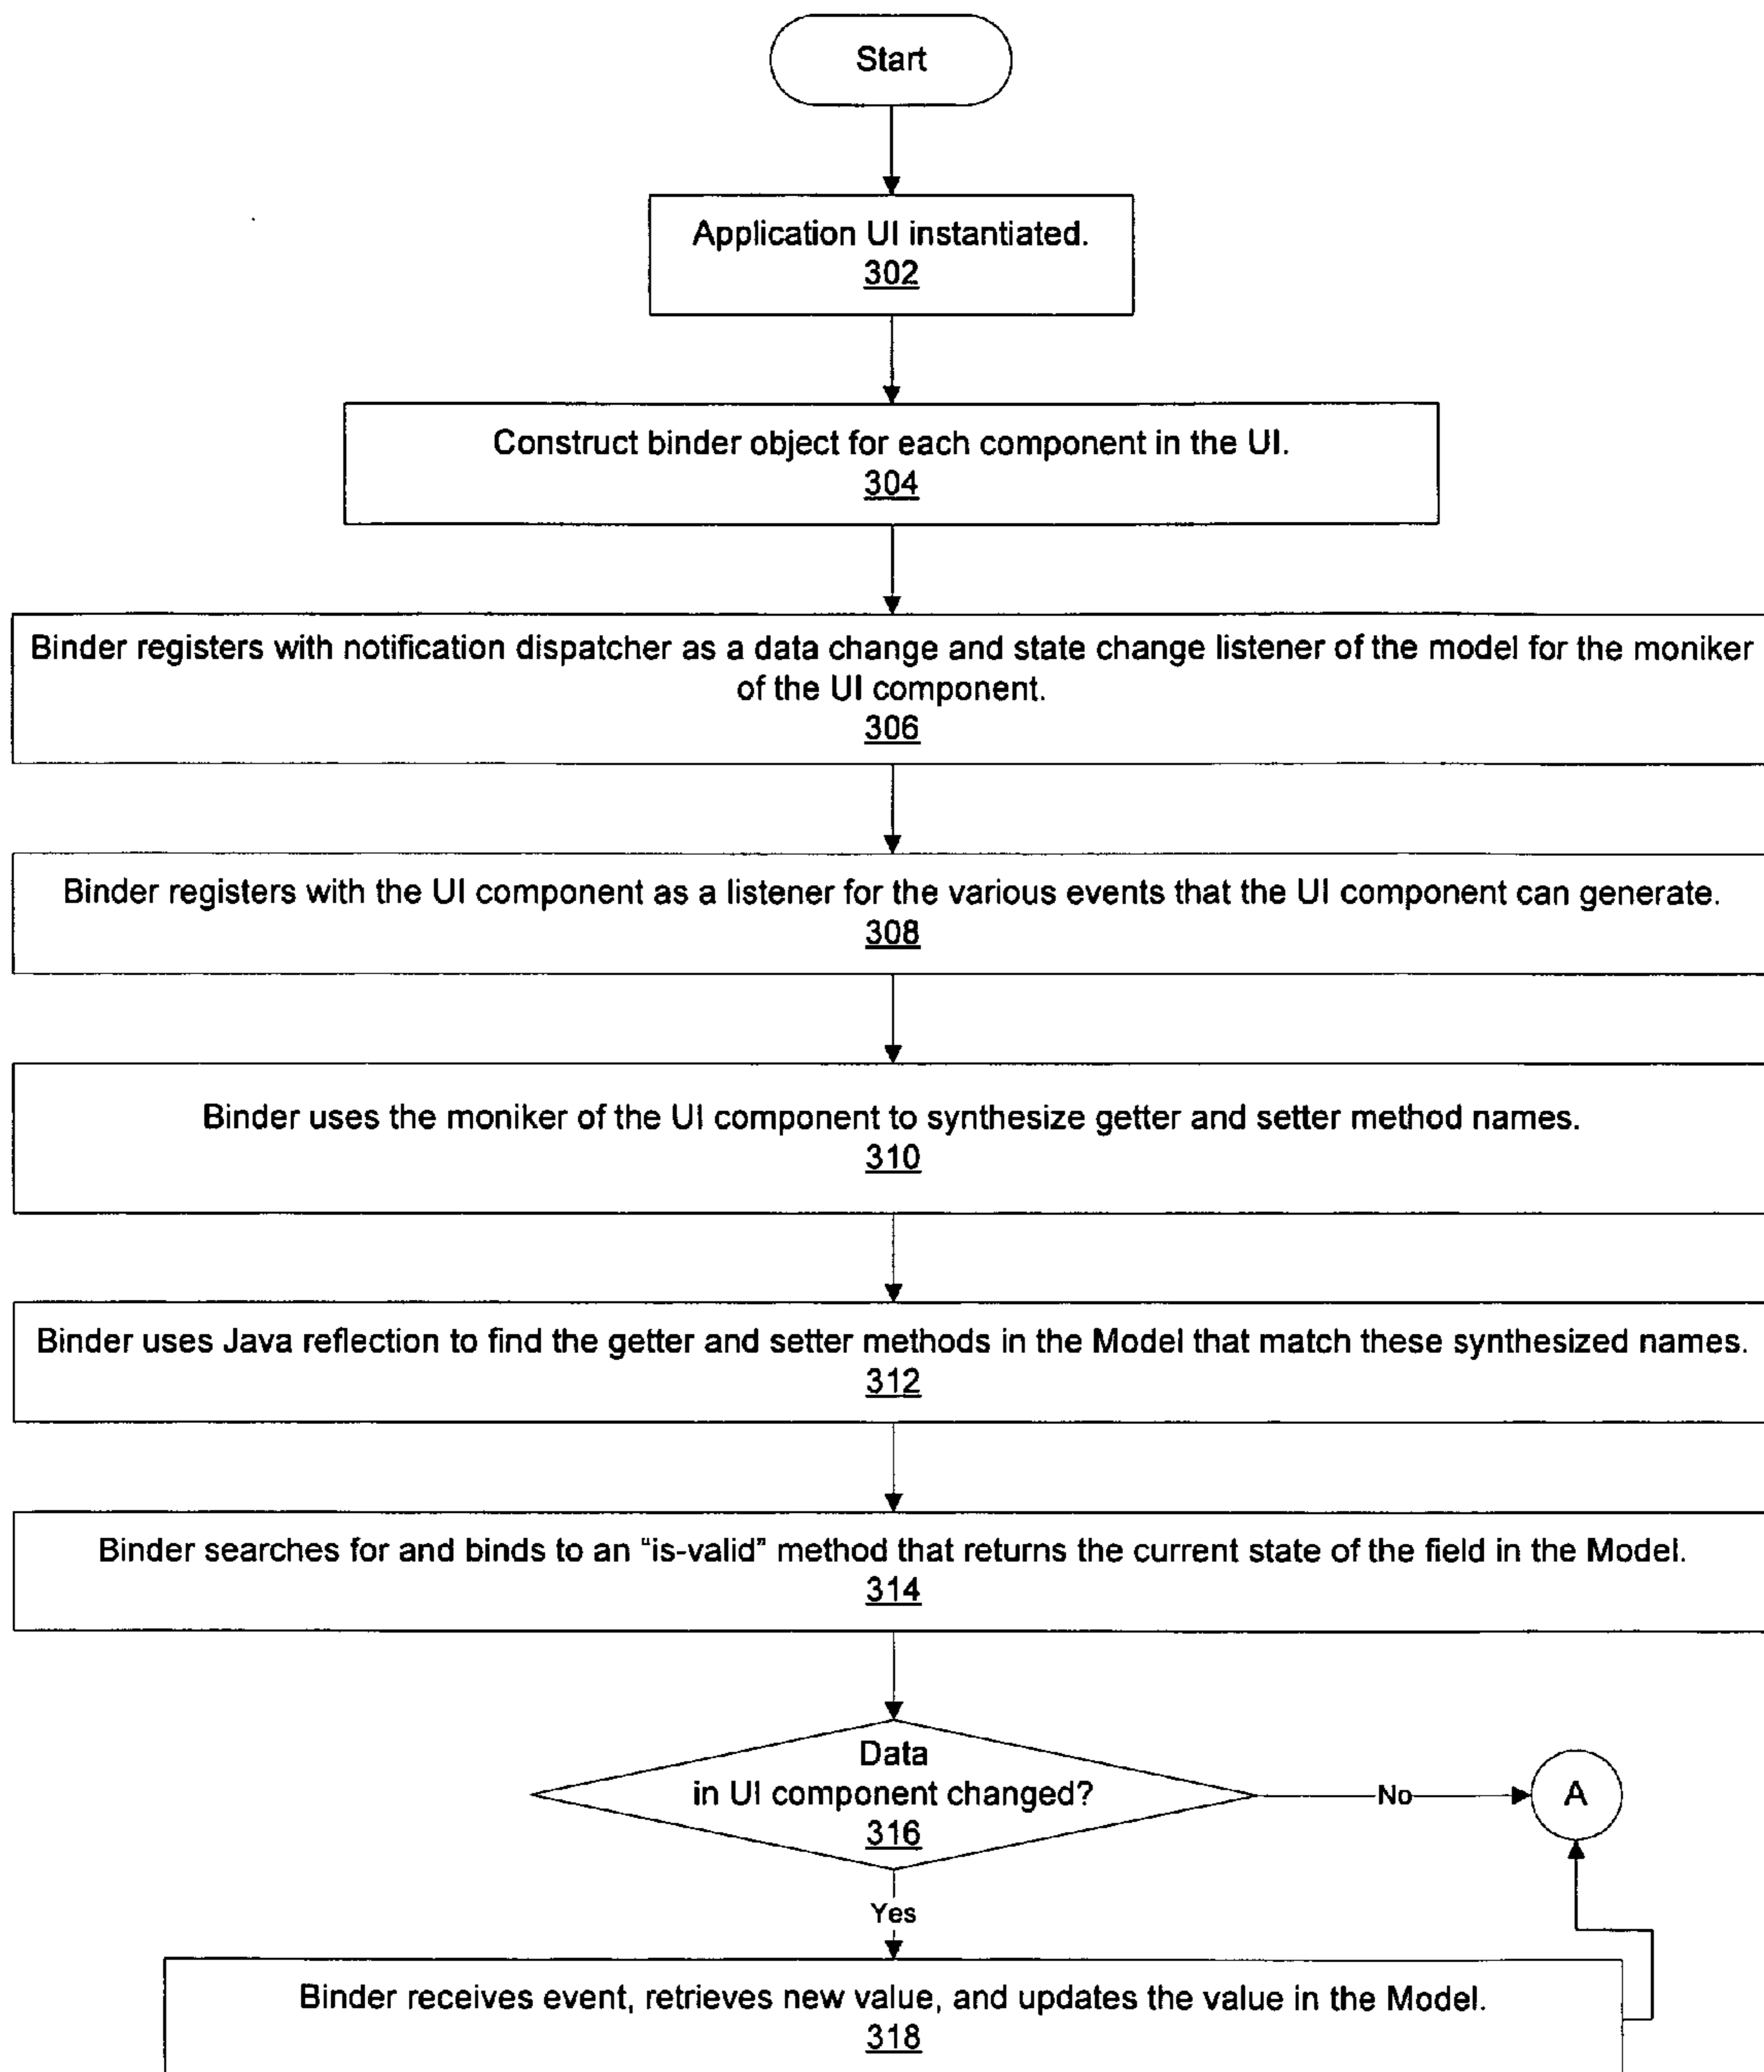 Start
Application UI instantiated.
302
Construct binder object for each component in the UI.
304
Binder registers with notification dispatcher as a data change and state change listener of the model for the moniker
of the UI component.
306
Binder registers with the UI component as a listener for the various events that the UI component can generate.
308
Binder uses the moniker of the UI component to synthesize getter and setter method names.
310
Binder uses Java reflection to find the getter and setter methods in the Model that match these synthesized names.
312
Binder searches for and binds to an “is-valid” method that returns the current state of the field in the Model.
314
Data
in UI component changed?
316
No
A
Yes
Binder receives event, retrieves new value, and updates the value in the Model.
318